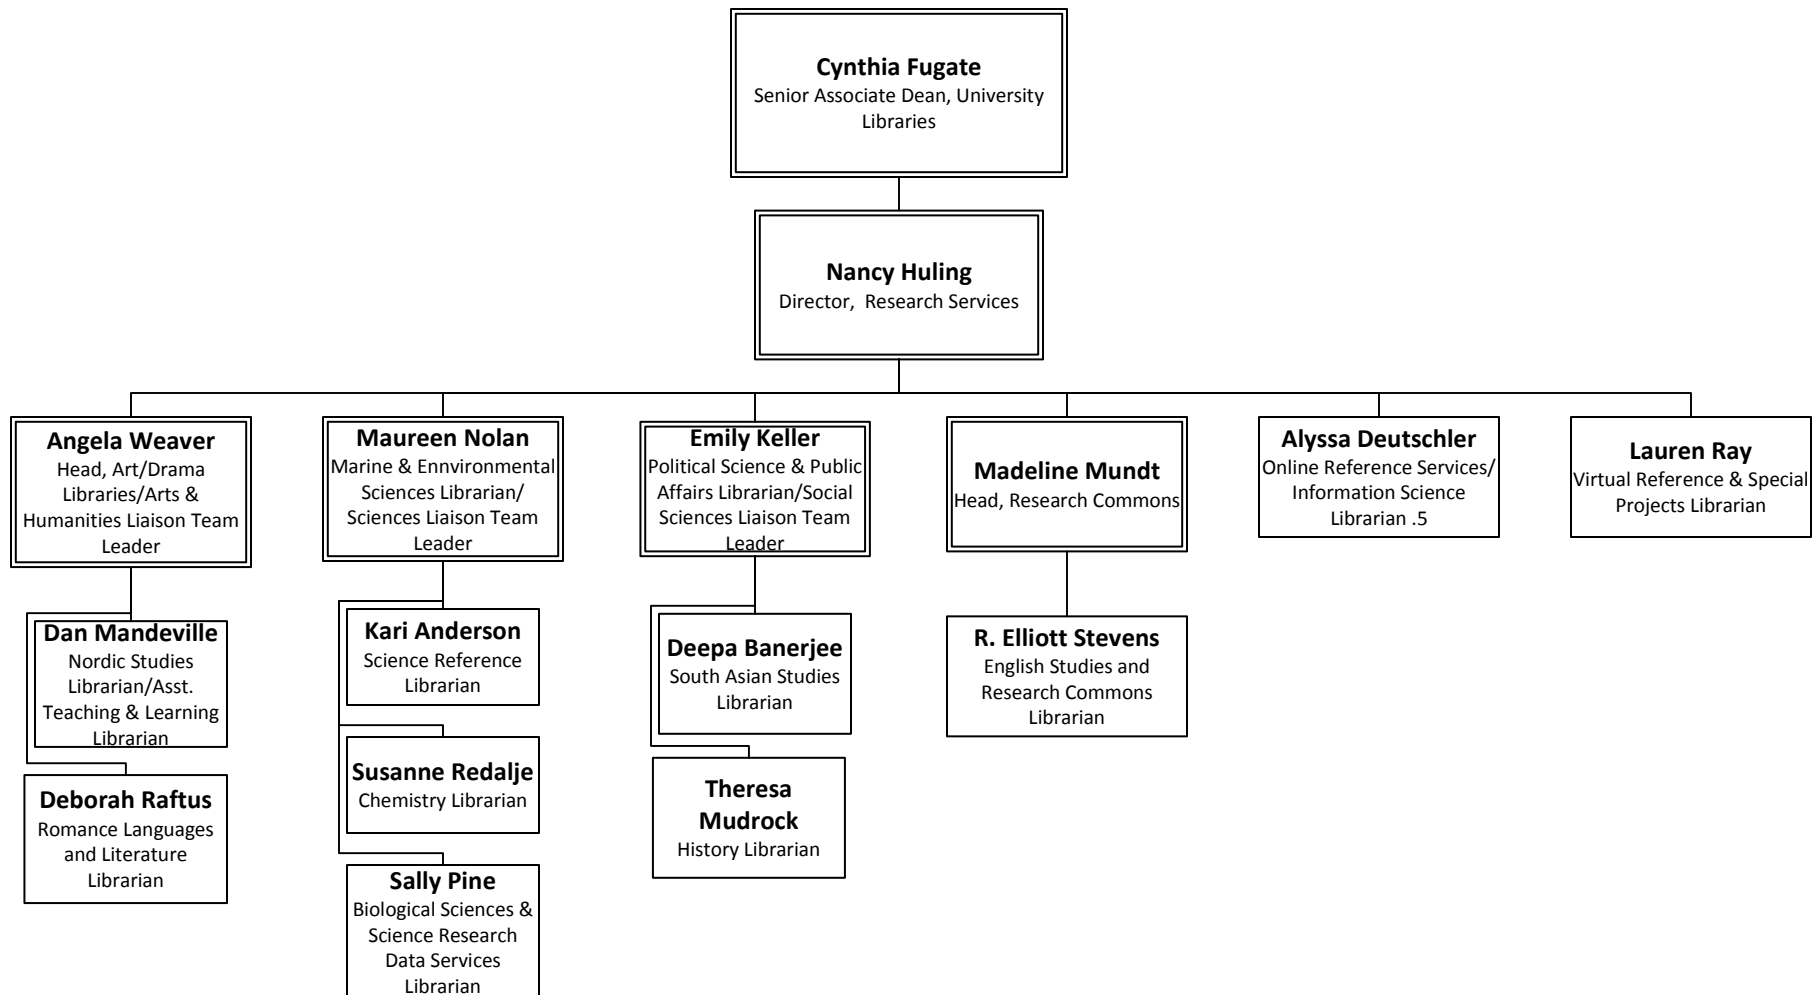 Cynthia Fugate
Senior Associate Dean, University
Libraries
Nancy Huling
Director, Research Services
Angela Weaver
Head, Art/Drama
Libraries/Arts &
Humanities Liaison Team
Leader
Maureen Nolan
Marine & Ennvironmental
Sciences Librarian/
Sciences Liaison Team
Leader
Emily Keller
Political Science & Public
Affairs Librarian/Social
Sciences Liaison Team
Leader
Madeline Mundt
Head, Research Commons
Alyssa Deutschler
Online Reference Services/
Information Science
Librarian .5
Lauren Ray
Virtual Reference & Special
Projects Librarian
Dan Mandeville
Nordic Studies
Librarian/Asst.
Teaching & Learning
Librarian
Kari Anderson
Science Reference
Librarian
Deepa Banerjee
South Asian Studies
Librarian
R. Elliott Stevens
English Studies and
Research Commons
Librarian
Deborah Raftus
Romance Languages
and Literature
Librarian
Susanne Redalje
Chemistry Librarian
Theresa
Mudrock
History Librarian
Sally Pine
Biological Sciences &
Science Research
Data Services
Librarian